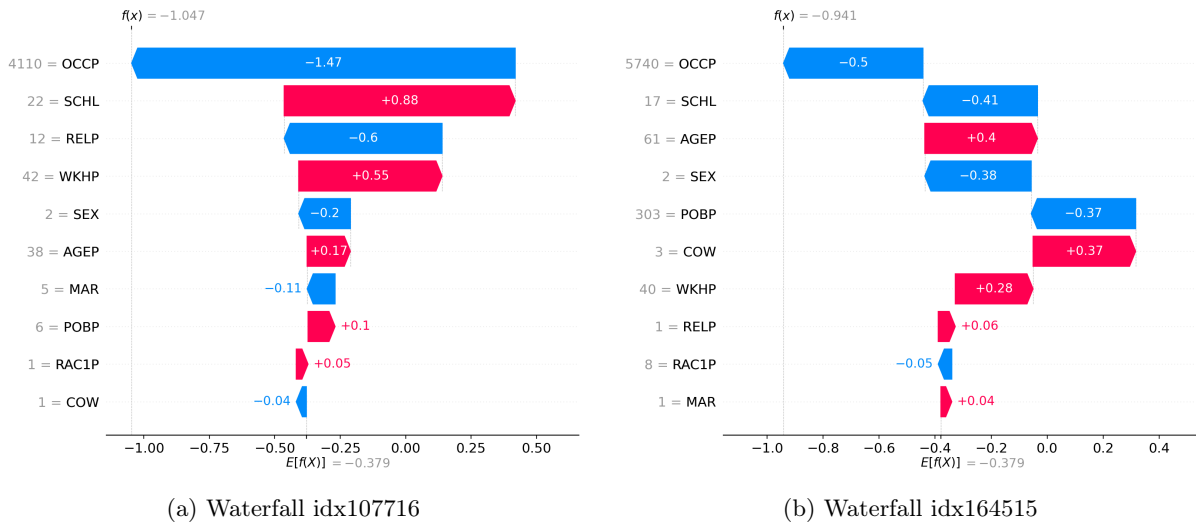 f(x) = −1.047
4110 = OCCP
−1.47
22 = SCHL
+0.88
12 = RELP
−0.6
42 = WKHP
+0.55
2 = SEX
−0.2
38 = AGEP
+0.17
5 = MAR
−0.11
6 = POBP
+0.1
1 = RAC1P
+0.05
1 = COW
−0.04
−1.00 −0.75 −0.50 −0.25 0.00 0.25 0.50
E[f(X)] = −0.379
(a) Waterfall idx107716
f(x) = −0.941
5740 = OCCP
−0.5
17 = SCHL
−0.41
61 = AGEP
+0.4
2 = SEX
−0.38
303 = POBP
−0.37
3 = COW
+0.37
40 = WKHP
+0.28
1 = RELP
+0.06
8 = RAC1P
−0.05
1 = MAR
+0.04
−1.0 −0.8 −0.6 −0.4 −0.2 0.0 0.2 0.4
E[f(X)] = −0.379
(b) Waterfall idx164515